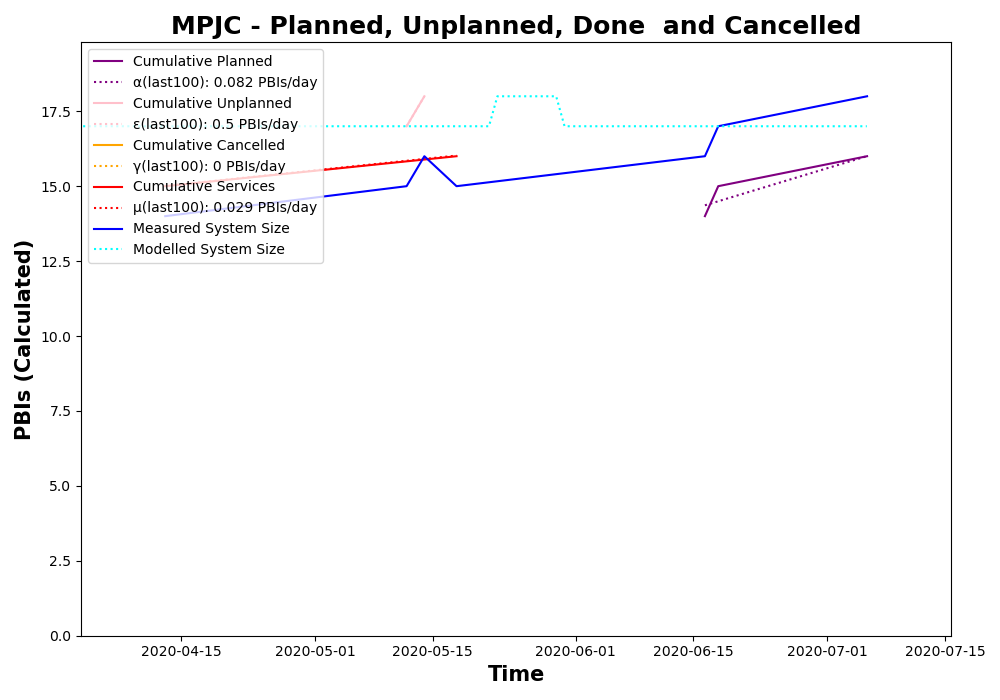 MPJC - Planned, Unplanned, Done  and Cancelled
Cumulative Planned
α(last100): 0.082 PBIs/day
Cumulative Unplanned
ε(last100): 0.5 PBIs/day
Cumulative Cancelled
γ(last100): 0 PBIs/day
Cumulative Services
μ(last100): 0.029 PBIs/day
Measured System Size
Modelled System Size
PBIs (Calculated)
17.5
15.0
12.5
10.0
7.5
5.0
2.5
0.0
2020-04-15
2020-05-01
2020-05-15
2020-06-01
2020-06-15
2020-07-01
2020-07-15
Time